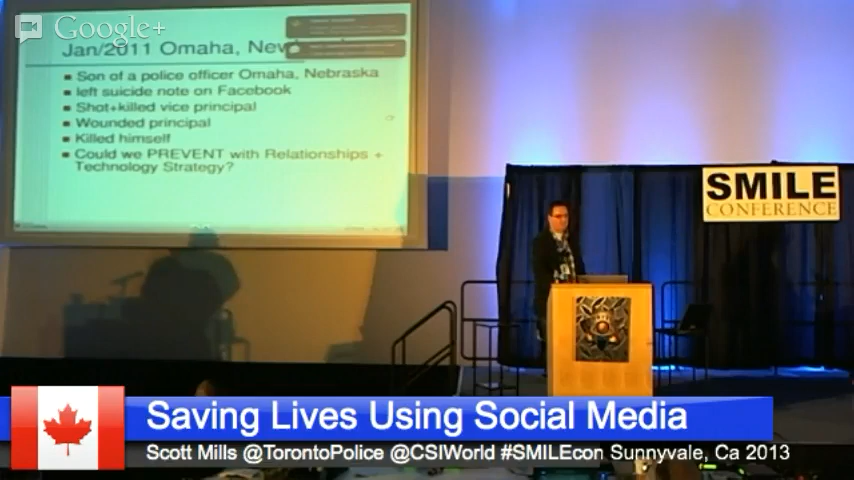 Google+
Jan/2011 Omaha, New
Son of a police officer Omaha, Nebraska
left suicide note on Facebook
Shot+killed vice principal
Wounded principal
Killed himself
Could we PREVENT with Relationships +
Technology Strategy?
SMILE
CONFERENCE
Saving Lives Using Social Media
Scott Mills @TorontoPolice @CSIWorld #SMILEcon Sunnyvale, Ca 2013